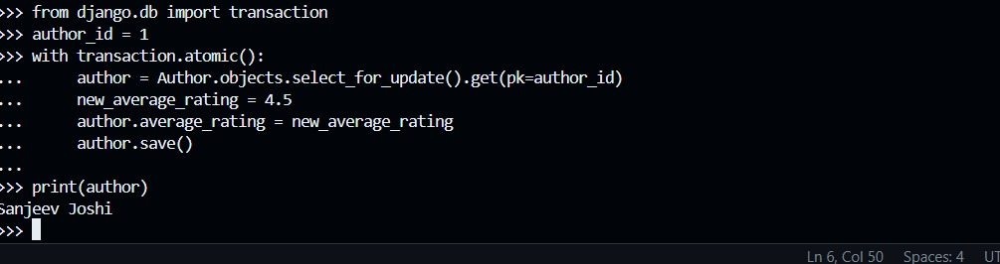 >>> from django.db import transaction
>>> author_id = 1
>>> with transaction.atomic():
...     author = Author.objects.select_for_update().get(pk=author_id)
...     new_average_rating = 4.5
...     author.average_rating = new_average_rating
...     author.save()
...
>>> print(author)
Sanjeev Joshi
>>>
Ln 6, Col 50 Spaces: 4 UT